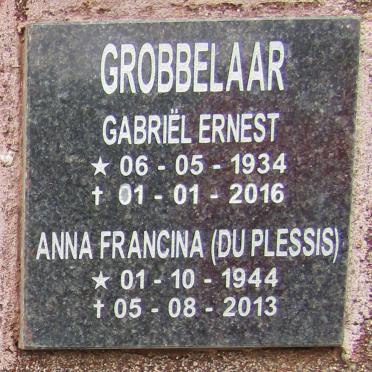 GROBBELAAR
GABRIËL ERNEST
★ 06 - 05 - 1934
† 01 - 01 - 2016
ANNA FRANCINA (DU PLESSIS)
★ 01 - 10 - 1944
† 05 - 08 - 2013